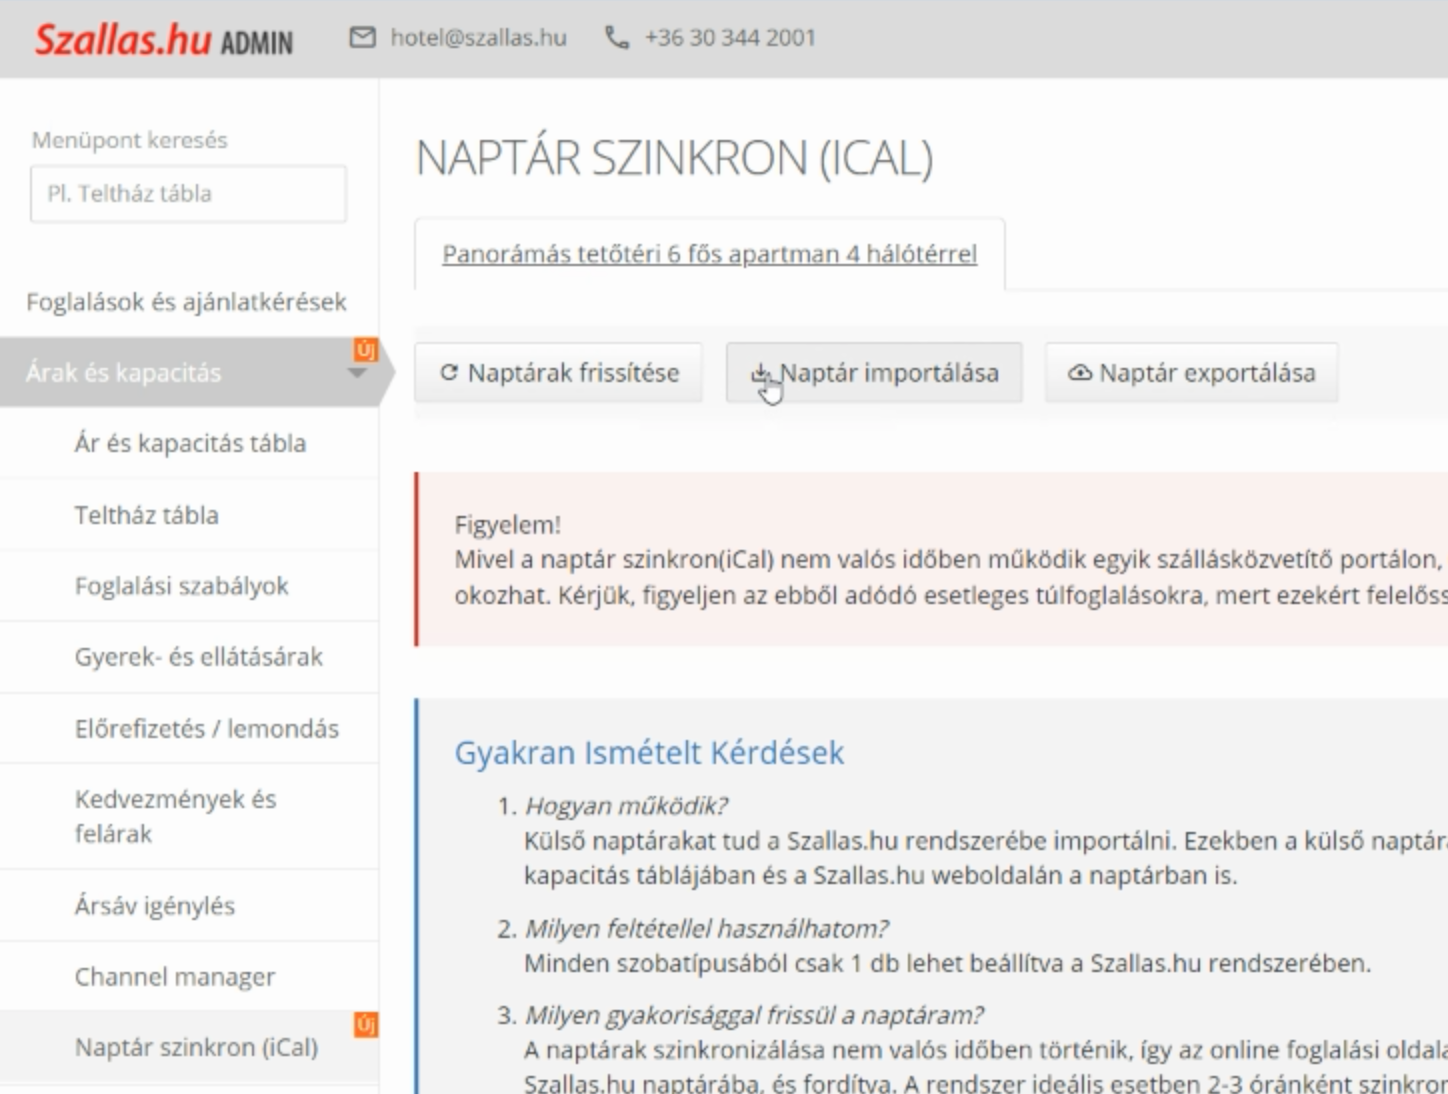 Szallas.hu ADMIN hotel@szallas.hu +36 30 344 2001
Menüpont keresés
Pl. Teltház tábla
Foglalások és ajánlatkérések
Új
Árak és kapacitás
Ár és kapacitás tábla
Teltház tábla
Foglalási szabályok
Gyerek- és ellátásárak
Előrefizetés / lemondás
Kedvezmények és
felárak
Ársáv igénylés
Channel manager
Új
Naptár szinkron (iCal)
NAPTÁR SZINKRON (ICAL)
Panorámás tetőtéri 6 fős apartman 4 hálótérrel
Naptárak frissítése Naptár importálása Naptár exportálása
Figyelem!
Mivel a naptár szinkron(iCal) nem valós időben működik egyik szállásközvetítő portálon,
okozhat. Kérjük, figyeljen az ebből adódó esetleges túlfoglalásokra, mert ezekért felelőss
Gyakran Ismételt Kérdések
1. Hogyan működik?
Külső naptárakat tud a Szallas.hu rendszerébe importálni. Ezekben a külső naptár
kapacitás táblájában és a Szallas.hu weboldalán a naptárban is.
2. Milyen feltétellel használhatom?
Minden szobatípusából csak 1 db lehet beállítva a Szallas.hu rendszerében.
3. Milyen gyakorisággal frissül a naptáram?
A naptárak szinkronizálása nem valós időben történik, így az online foglalási oldala
Szallas.hu naptárába, és fordítva. A rendszer ideális esetben 2-3 óránként szinkron